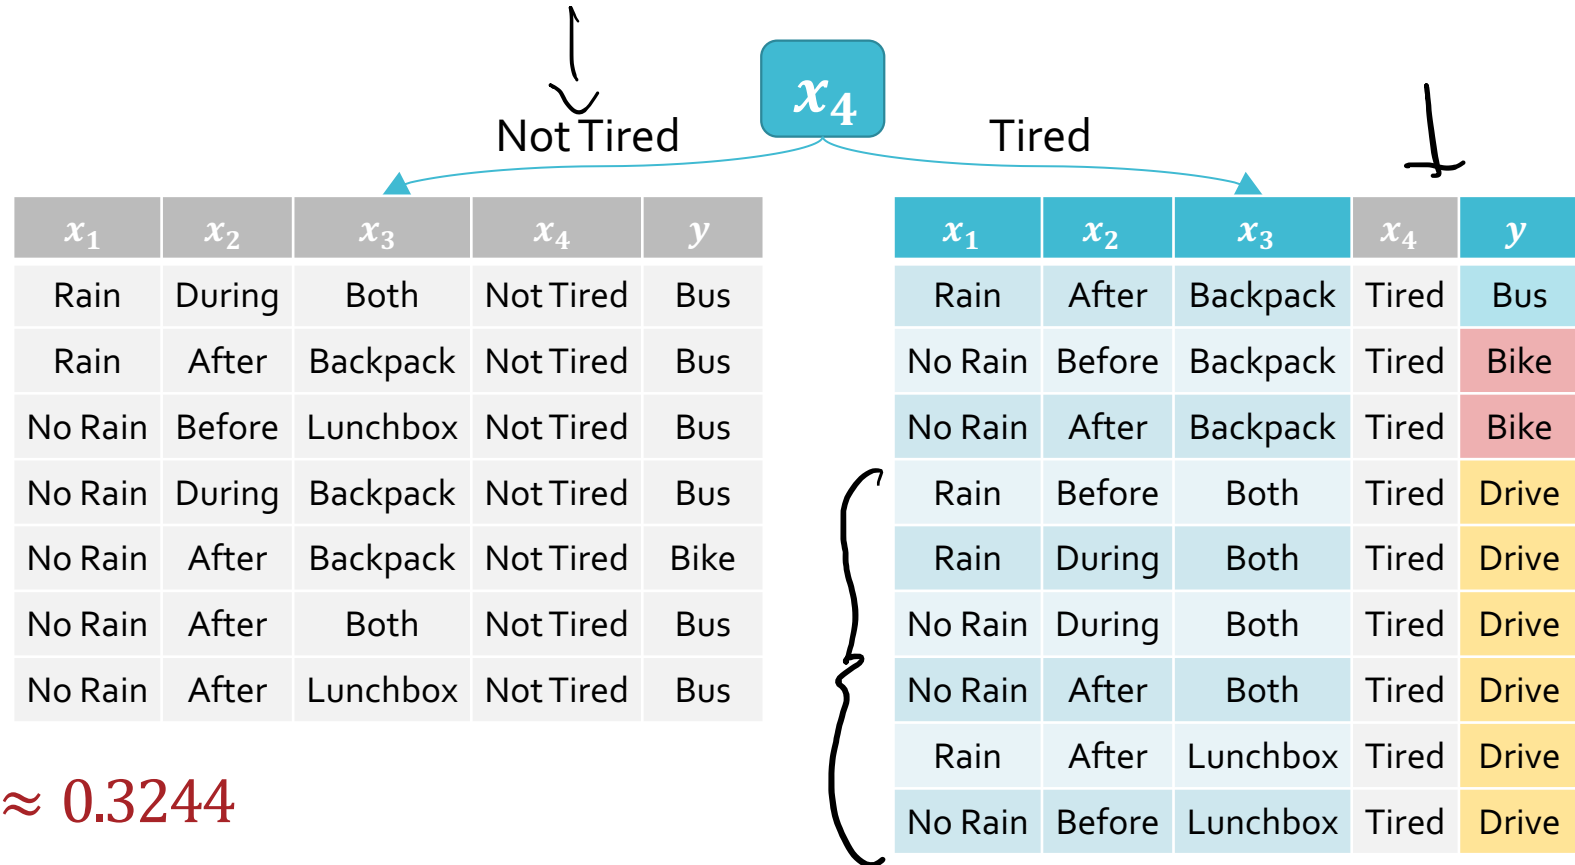 x₄
Not Tired
Tired
x₁ x₂ x₃ x₄ y
Rain During Both Not Tired Bus
Rain After Backpack Not Tired Bus
No Rain Before Lunchbox Not Tired Bus
No Rain During Backpack Not Tired Bus
No Rain After Backpack Not Tired Bike
No Rain After Both Not Tired Bus
No Rain After Lunchbox Not Tired Bus
≈ 0.3244
x₁ x₂ x₃ x₄ y
Rain After Backpack Tired Bus
No Rain Before Backpack Tired Bike
No Rain After Backpack Tired Bike
Rain Before Both Tired Drive
Rain During Both Tired Drive
No Rain During Both Tired Drive
No Rain After Both Tired Drive
Rain After Lunchbox Tired Drive
No Rain Before Lunchbox Tired Drive